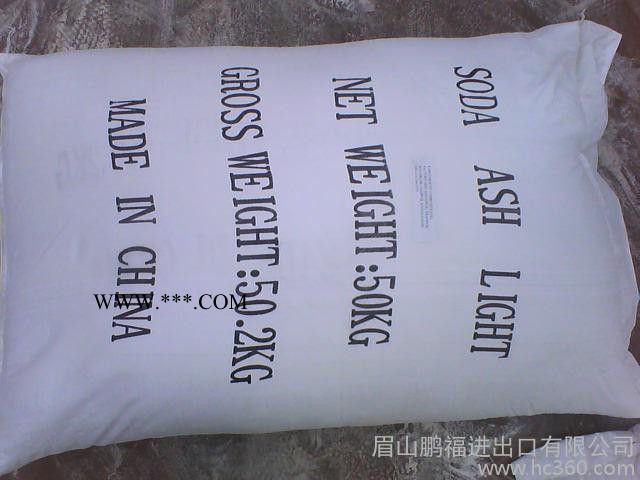 SODA ASH LIGHT
NET WEIGHT:50KG
GROSS WEIGHT:50.2KG
MADE IN CHINA
WWW.***.COM
眉山鹏福进出口有限公司
www.hc360.com